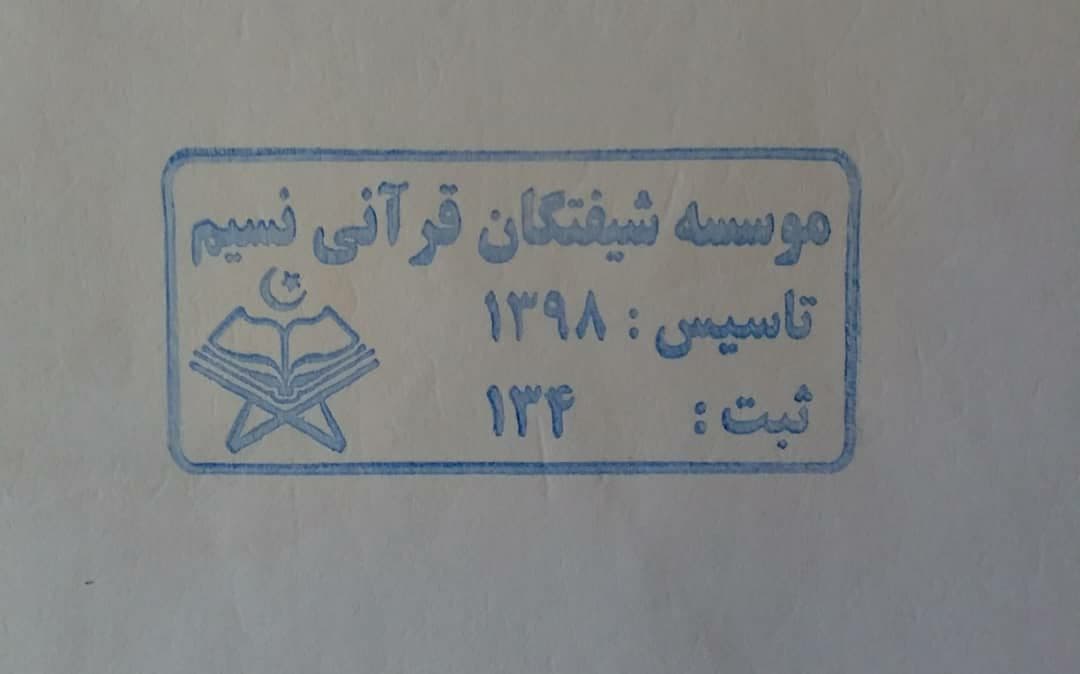 موسسه شیفتگان قرآنی نسیم
تاسیس : ۱۳۹۸
ثبت : ۱۳۴